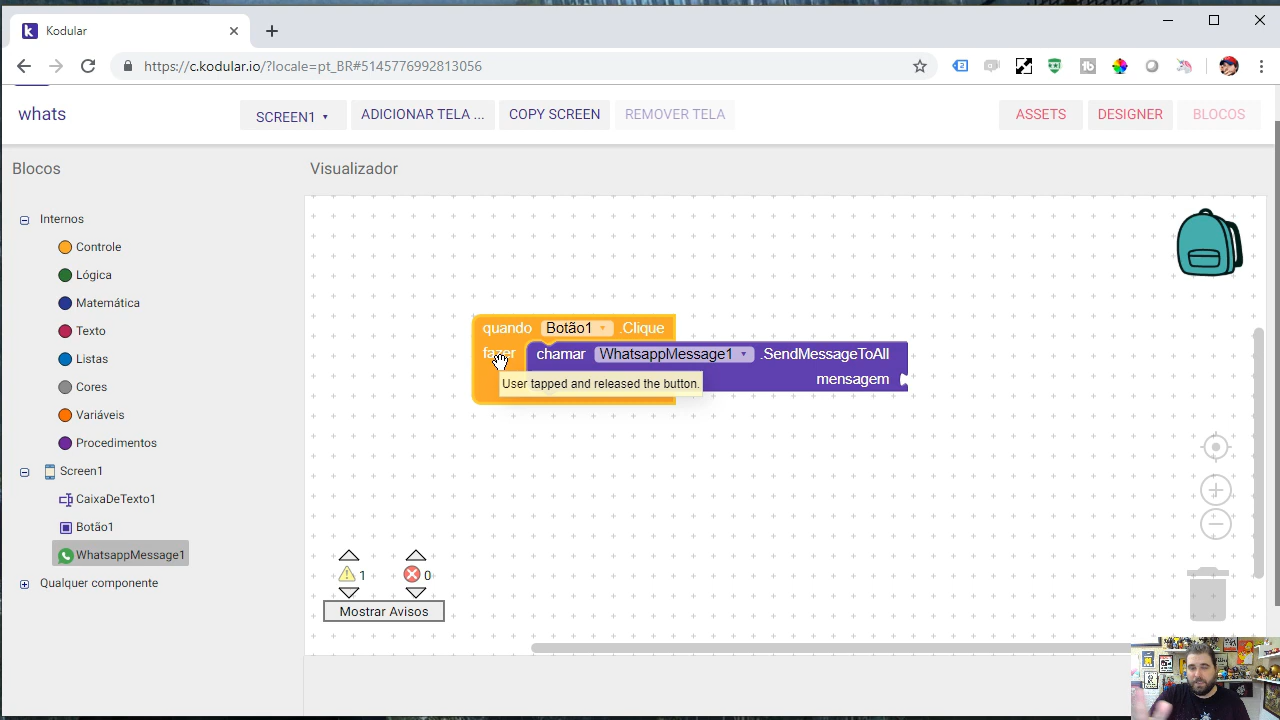 Kodular
https://c.kodular.io/?locale=pt_BR#5145776992813056
whats
SCREEN1
ADICIONAR TELA ...
COPY SCREEN
REMOVER TELA
ASSETS
DESIGNER
BLOCOS
Blocos
Visualizador
Internos
Controle
Lógica
Matemática
Texto
Listas
Cores
Variáveis
Procedimentos
Screen1
CaixaDeTexto1
Botão1
WhatsappMessage1
Qualquer componente
quando Botão1 .Clique
fazer chamar WhatsappMessage1 .SendMessageToAll
mensagem
User tapped and released the button.
1
0
Mostrar Avisos